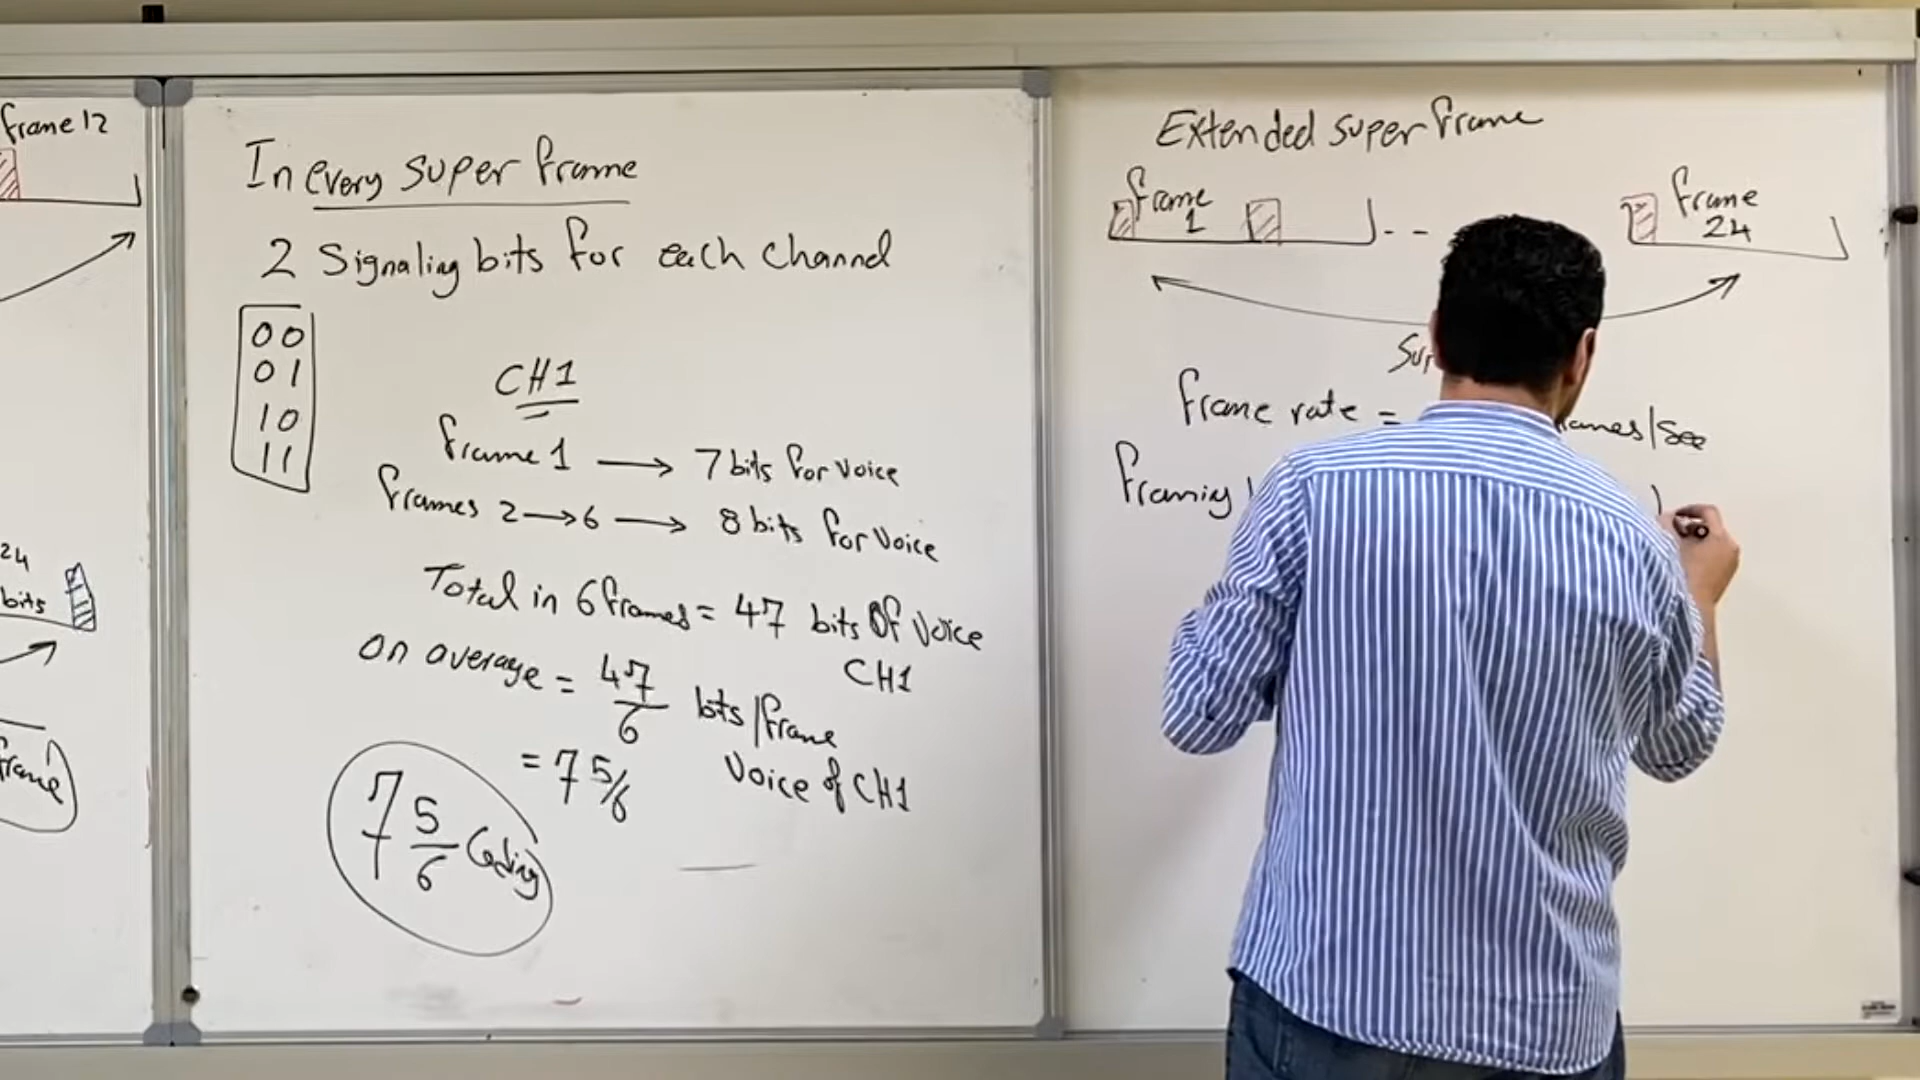 frame 12
24
bits
frame
In every super frame
2 Signaling bits for each channel
00
01
10
11
CH1
frame 1 → 7 bits for voice
frames 2→6 → 8 bits for voice
Total in 6 frames = 47 bits of voice
CH1
on average = 47/6 bits/frame
= 7 5/6 voice of CH1
7 5/6 Coding
Extended super frame
frame
1
--
frame
24
frame rate =
/sec
Framing